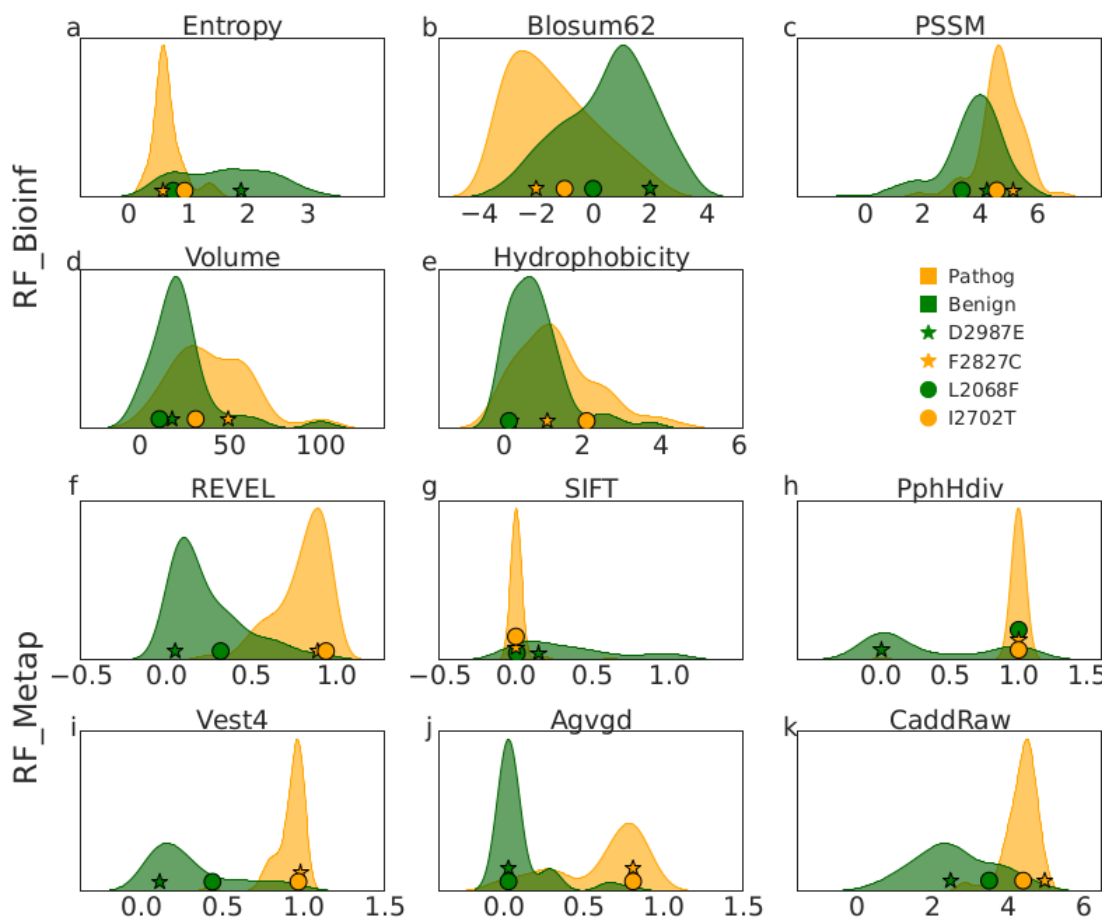 a Entropy
b Blosum62
c PSSM
0 1 2 3
−4 −2 0 2 4
0 2 4 6
RF_Bioinf
d Volume
e Hydrophobicity
0 50 100
0 2 4 6
Pathog
Benign
D2987E
F2827C
L2068F
I2702T
f REVEL
g SIFT
h PphHdiv
−0.5 0.0 0.5 1.0
−0.5 0.0 0.5 1.0
0.0 0.5 1.0 1.5
RF_Metap
i Vest4
j Agvgd
k CaddRaw
0.0 0.5 1.0 1.5
0.0 0.5 1.0 1.5
0 2 4 6